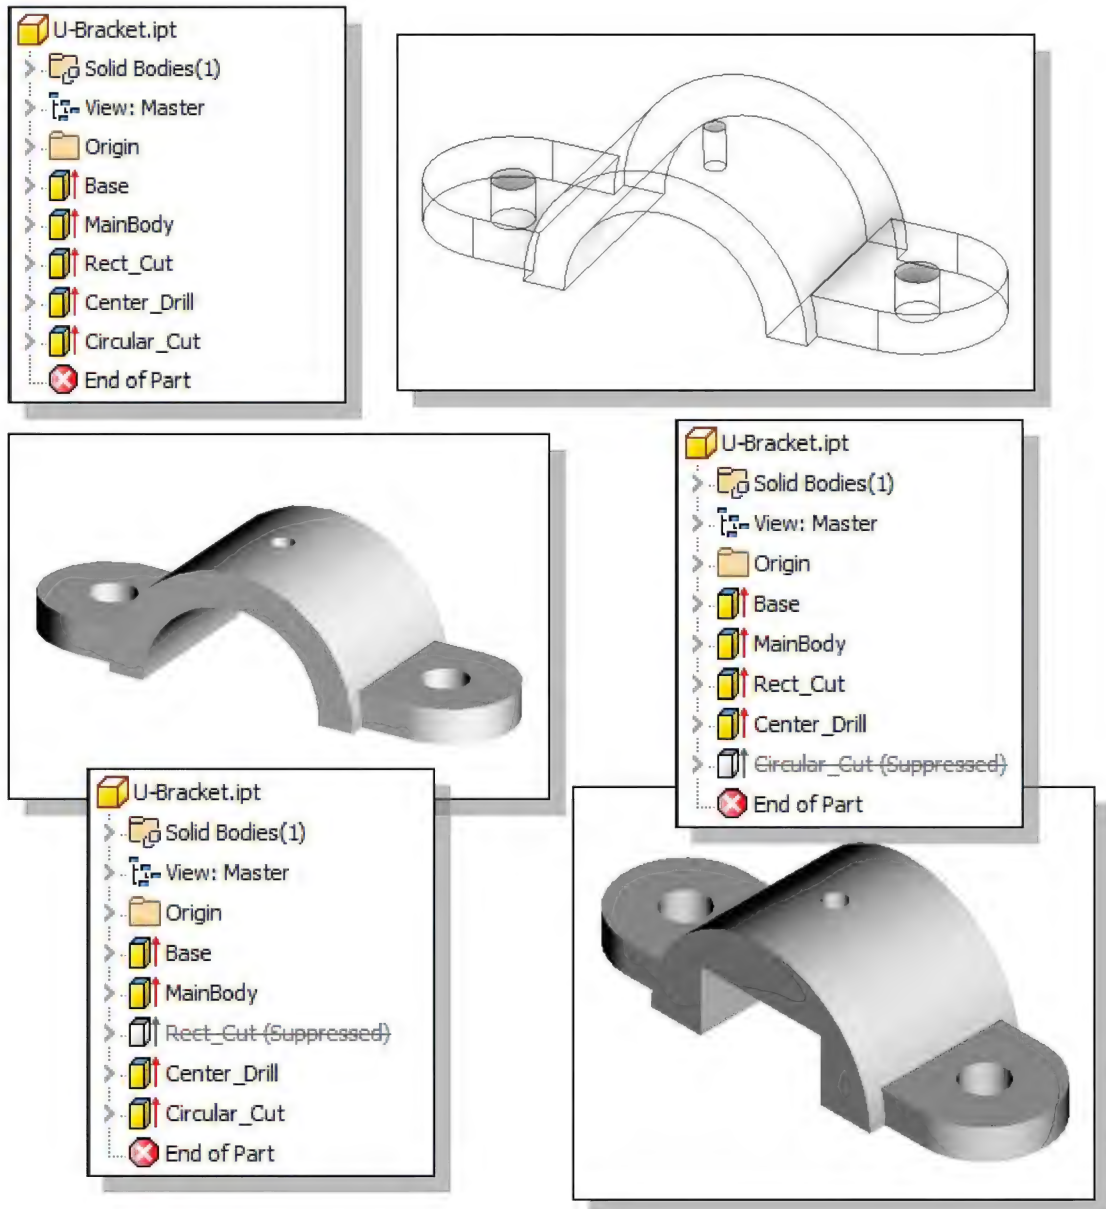 U-Bracket.ipt
Solid Bodies(1)
View: Master
Origin
Base
MainBody
Rect_Cut
Center_Drill
Circular_Cut
End of Part
U-Bracket.ipt
Solid Bodies(1)
View: Master
Origin
Base
MainBody
Rect_Cut
Center_Drill
Circular_Cut (Suppressed)
End of Part
U-Bracket.ipt
Solid Bodies(1)
View: Master
Origin
Base
MainBody
Rect_Cut (Suppressed)
Center_Drill
Circular_Cut
End of Part